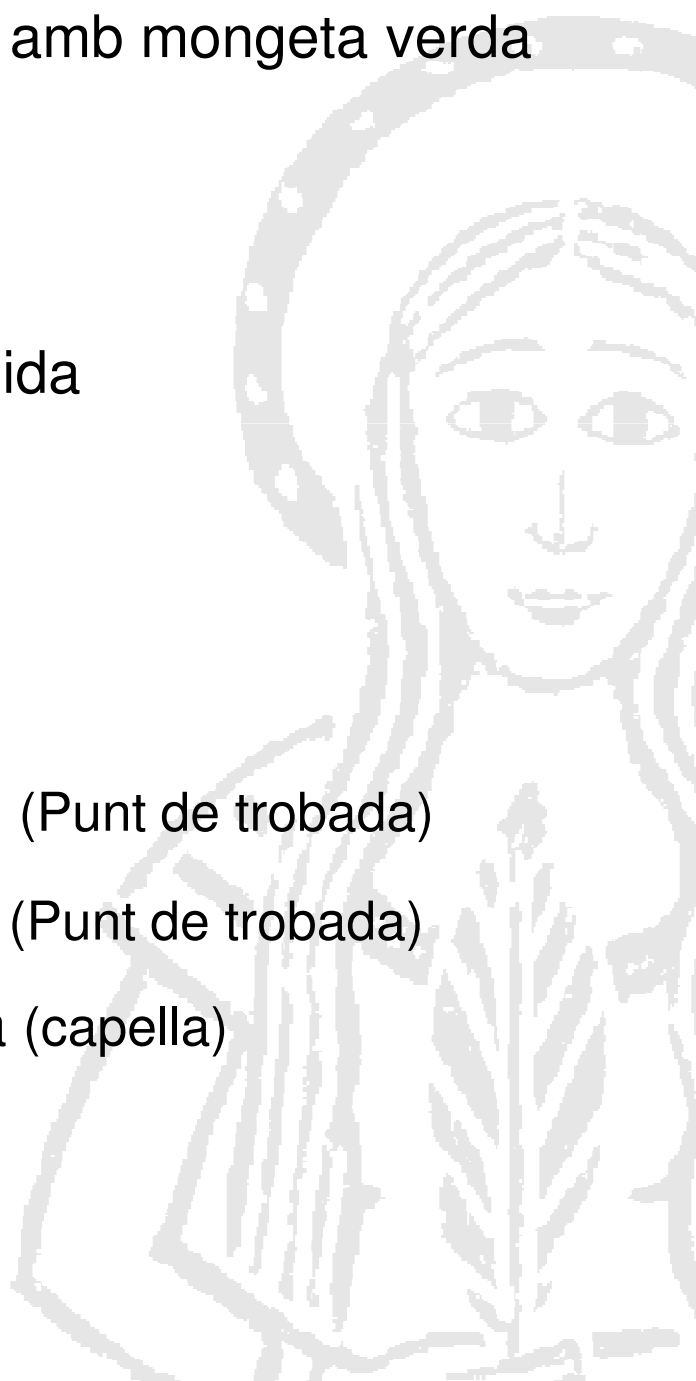 amb mongeta verda
ida
(Punt de trobada)
(Punt de trobada)
a (capella)